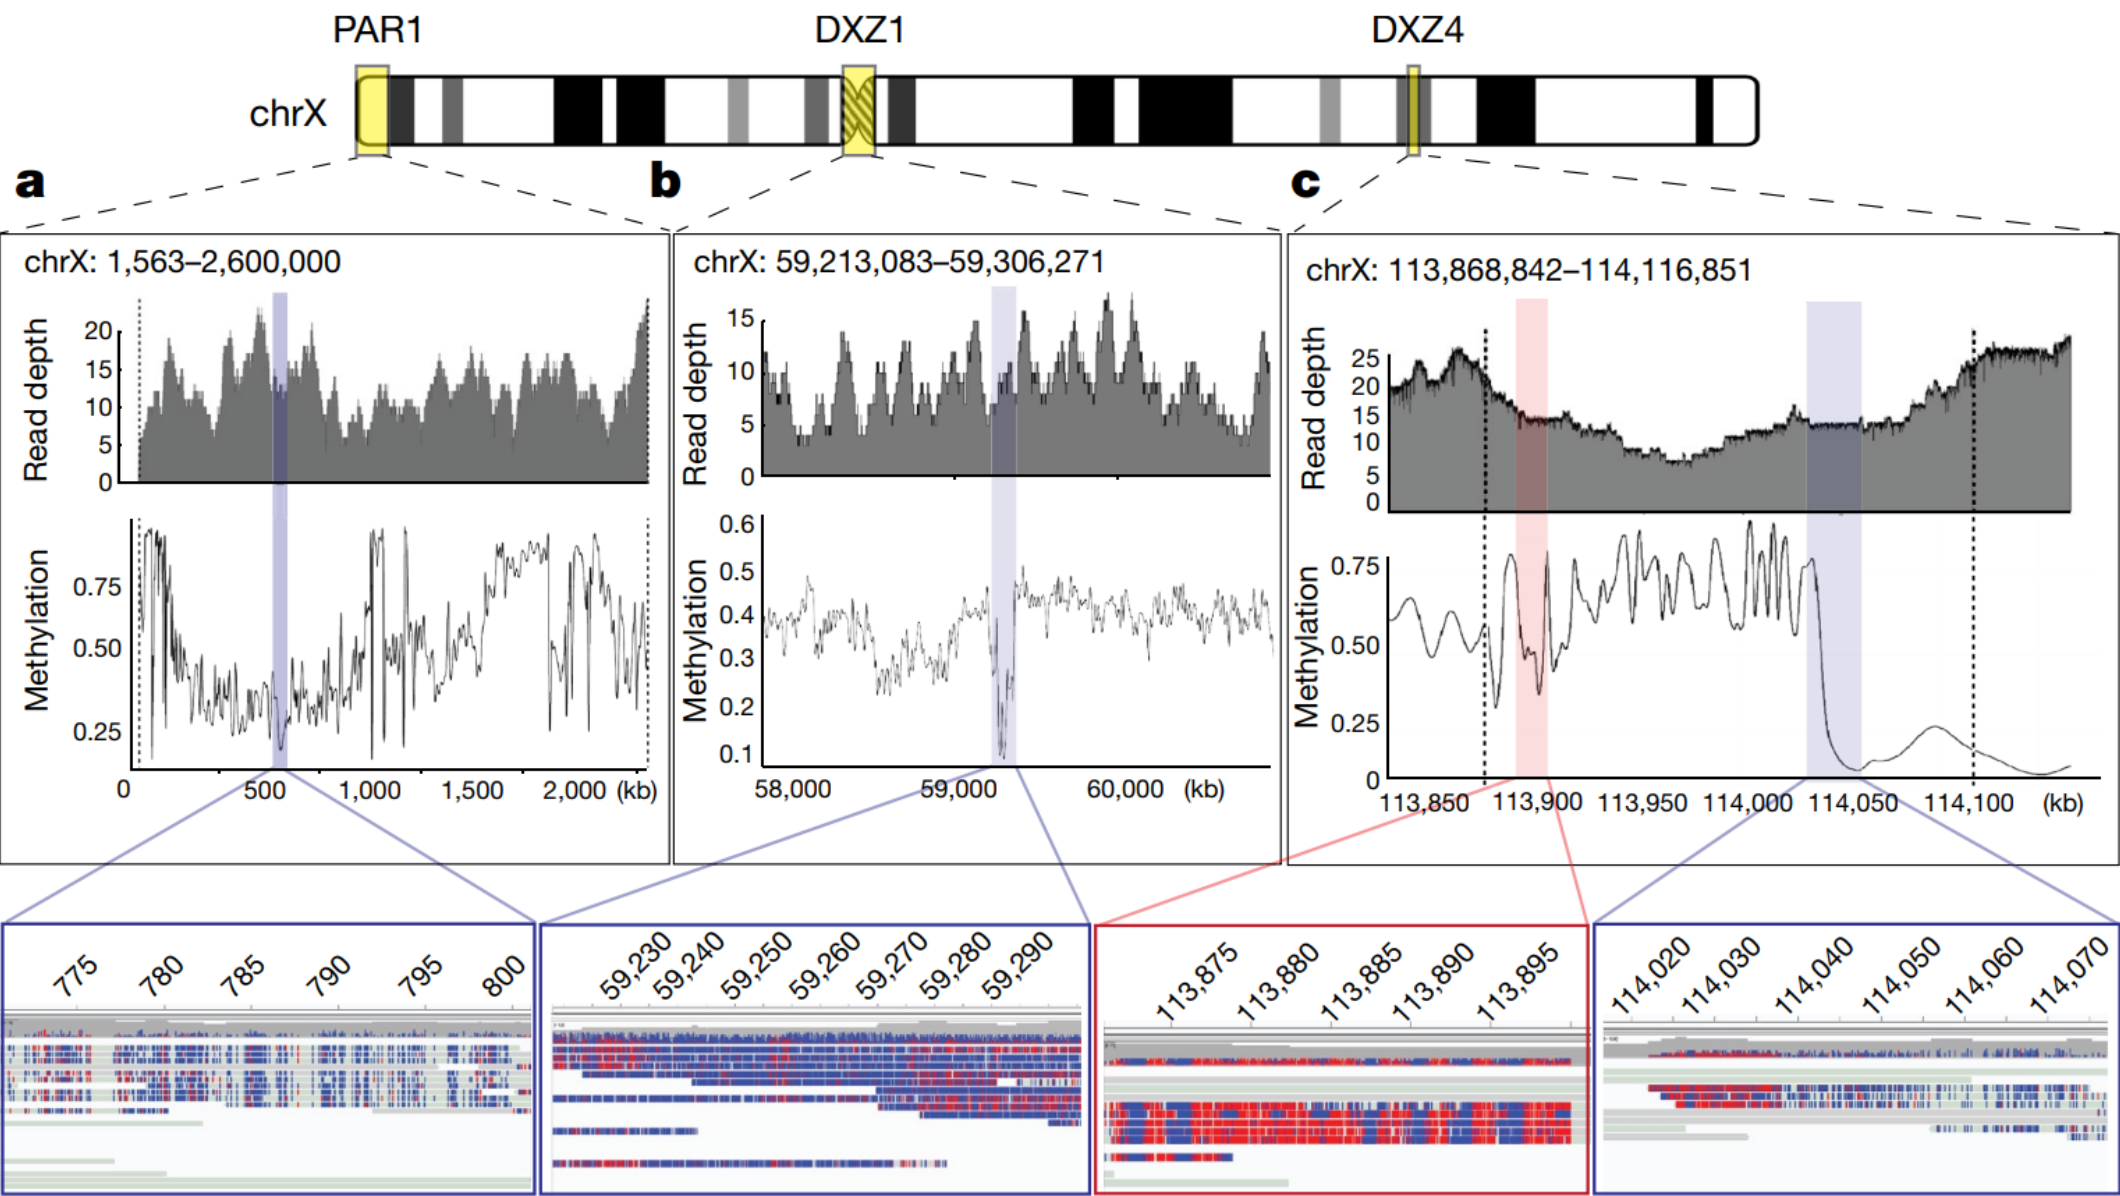 PAR1 DXZ1 DXZ4
chrX
a b c
chrX: 1,563–2,600,000
Read depth
20
15
10
5
0
Methylation
0.75
0.50
0.25
0 500 1,000 1,500 2,000 (kb)
chrX: 59,213,083–59,306,271
Read depth
15
10
5
0
Methylation
0.6
0.5
0.4
0.3
0.2
0.1
58,000 59,000 60,000 (kb)
chrX: 113,868,842–114,116,851
Read depth
25
20
15
10
5
0
Methylation
0.75
0.50
0.25
0
113,850 113,900 113,950 114,000 114,050 114,100 (kb)
775 780 785 790 795 800
59,230 59,240 59,250 59,260 59,270 59,280 59,290
113,875 113,880 113,885 113,890 113,895
114,020 114,030 114,040 114,050 114,060 114,070